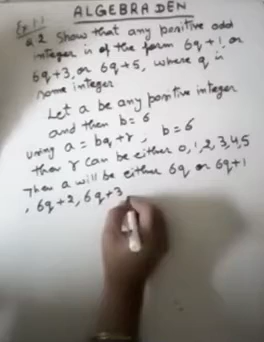 ALGEBRA DEN
Ex 1.1
Q.2 Show that any positive odd
integer is of the form 6q+1, or
6q+3, or 6q+5, where q is
some integer.
Let a be any positive integer
and then b=6
using a = bq+r, b=6
then r can be either 0,1,2,3,4,5
Then a will be either 6q or 6q+1
, 6q+2, 6q+3